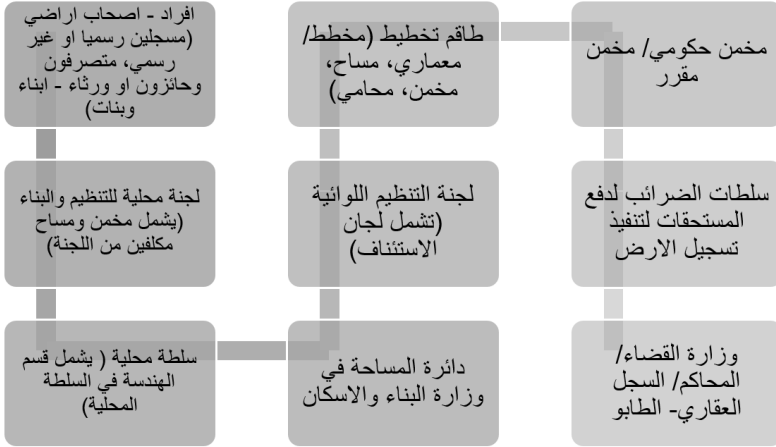 افراد - اصحاب اراضي
(مسجلين رسميا او غير
رسمي، متصرفون
وحائزون او ورثاء - ابناء
وبنات)
لجنة محلية للتنظيم والبناء
(يشمل مخمن ومساح
مكلفين من اللجنة)
سلطة محلية ( يشمل قسم
الهندسة في السلطة
المحلية)
دائرة المساحة في
وزارة البناء والاسكان
لجنة التنظيم اللوائية
(تشمل لجان
الاستئناف)
طاقم تخطيط (مخطط/
معماري، مساح،
مخمن، محامي)
مخمن حكومي/ مخمن
مقرر
سلطات الضرائب لدفع
المستحقات لتنفيذ
تسجيل الارض
وزارة القضاء/
المحاكم/ السجل
العقاري- الطابو